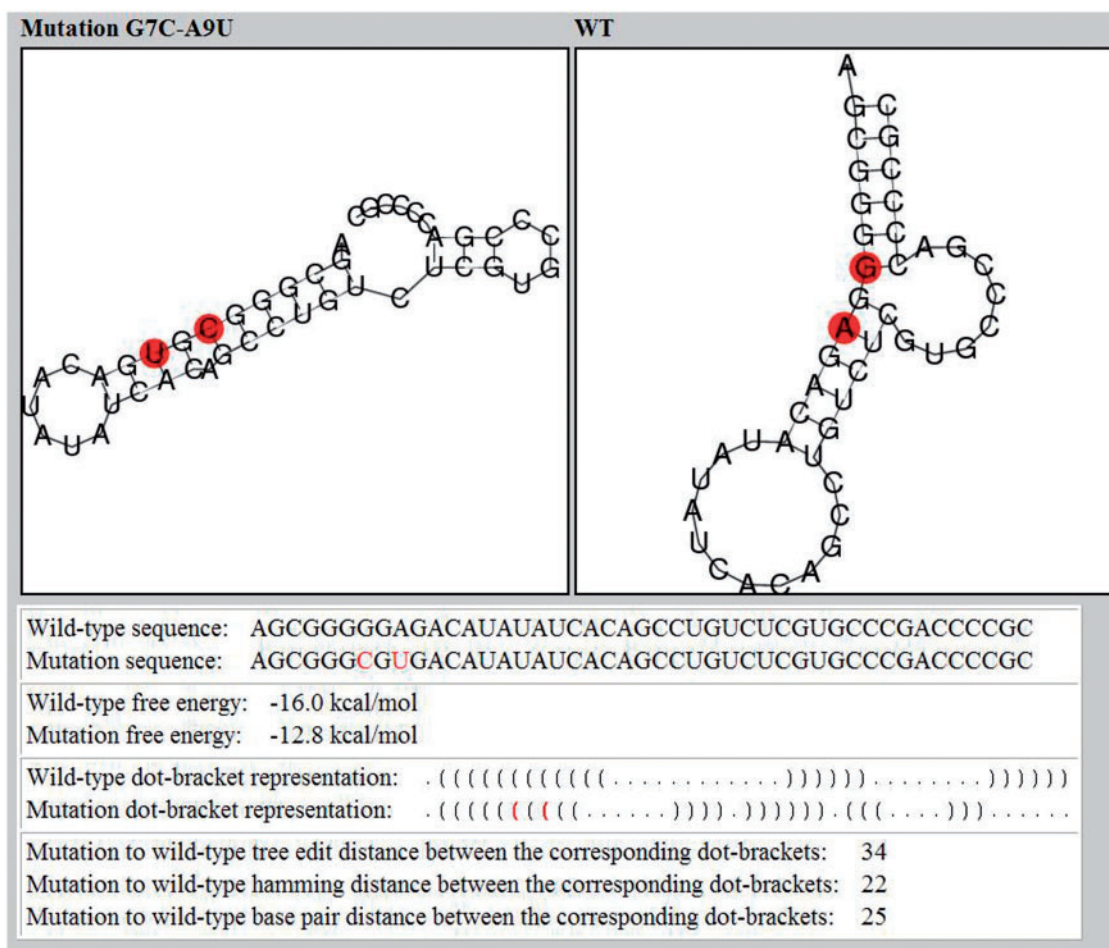 Mutation G7C-A9U
WT
A
G
C
G
G
G
C
G
U
G
A
C
A
U
A
U
A
U
C
A
C
A
G
C
C
U
G
U
C
U
C
G
U
G
C
C
C
G
A
C
C
C
C
G
C
A
G
C
G
G
G
G
G
A
G
A
C
A
U
A
U
A
U
C
A
C
A
G
C
C
U
G
U
C
U
C
G
U
G
C
C
C
G
A
C
C
C
C
G
C
Wild-type sequence: AGCGGGGGAGACAUAUAUCACAGCCUGUCUCGUGCCCGACCCCGC
Mutation sequence: AGCGGGCGUGACAUAUAUCACAGCCUGUCUCGUGCCCGACCCCGC
Wild-type free energy: -16.0 kcal/mol
Mutation free energy: -12.8 kcal/mol
Wild-type dot-bracket representation: .((((((((((((............))))))........))))))
Mutation dot-bracket representation: .((((((((((......)))).)))))).(((....)))......
Mutation to wild-type tree edit distance between the corresponding dot-brackets: 34
Mutation to wild-type hamming distance between the corresponding dot-brackets: 22
Mutation to wild-type base pair distance between the corresponding dot-brackets: 25